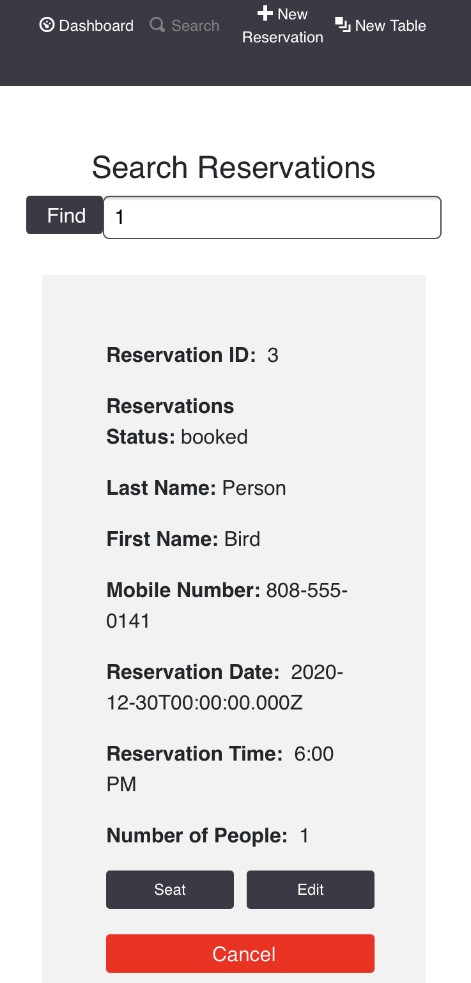 Dashboard
Search
New
Reservation
New Table
Search Reservations
Find
1
Reservation ID: 3
Reservations
Status: booked
Last Name: Person
First Name: Bird
Mobile Number: 808-555-
0141
Reservation Date: 2020-
12-30T00:00:00.000Z
Reservation Time: 6:00
PM
Number of People: 1
Seat
Edit
Cancel